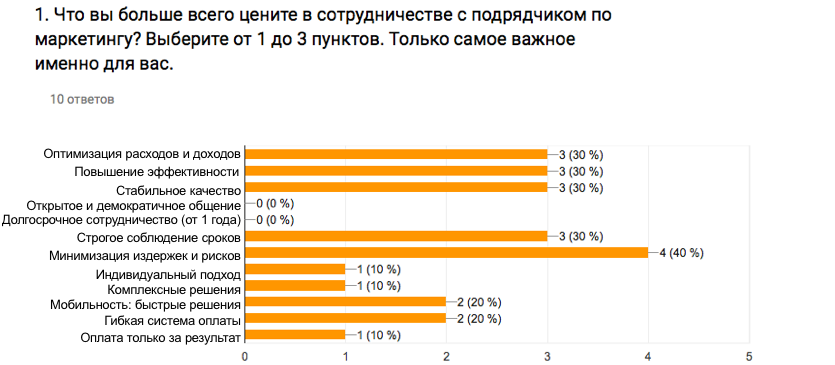 1. Что вы больше всего цените в сотрудничестве с подрядчиком по
маркетингу? Выберите от 1 до 3 пунктов. Только самое важное
именно для вас.
10 ответов
Оптимизация расходов и доходов 3 (30 %)
Повышение эффективности 3 (30 %)
Стабильное качество 3 (30 %)
Открытое и демократичное общение 0 (0 %)
Долгосрочное сотрудничество (от 1 года) 0 (0 %)
Строгое соблюдение сроков 3 (30 %)
Минимизация издержек и рисков 4 (40 %)
Индивидуальный подход 1 (10 %)
Комплексные решения 1 (10 %)
Мобильность: быстрые решения 2 (20 %)
Гибкая система оплаты 2 (20 %)
Оплата только за результат 1 (10 %)
0 1 2 3 4 5